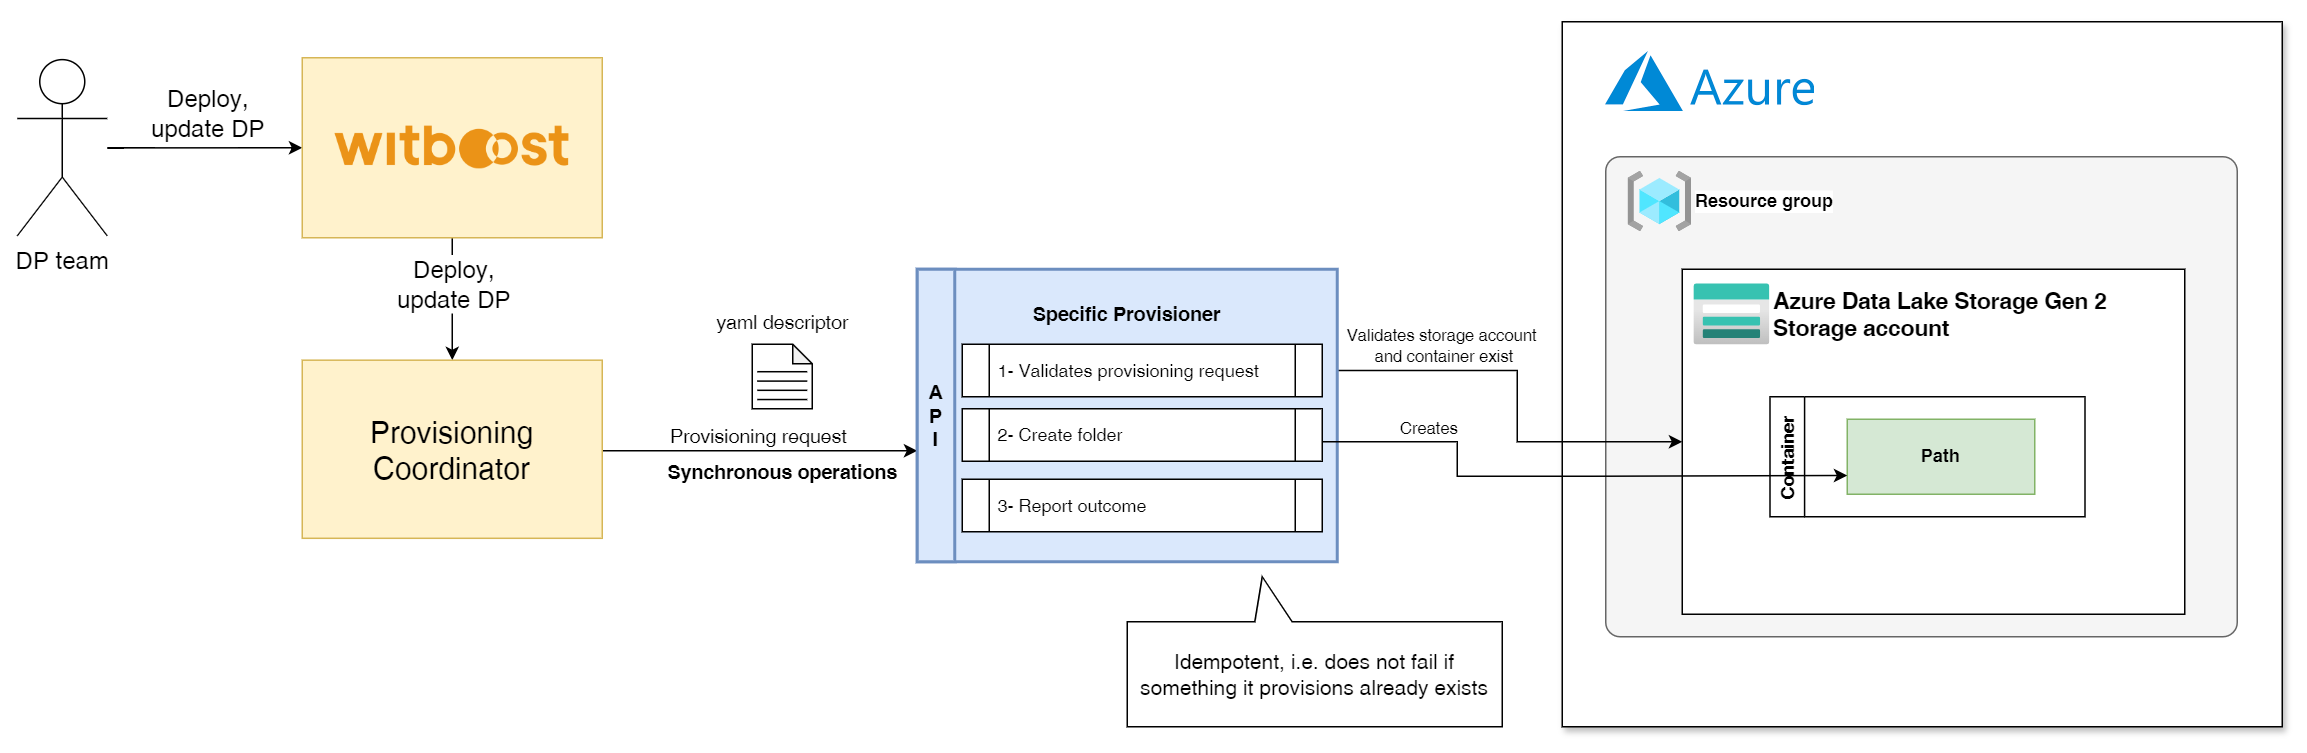 DP team
Deploy,
update DP
witboost
Deploy,
update DP
Provisioning
Coordinator
yaml descriptor
Provisioning request
Synchronous operations
API
Specific Provisioner
1- Validates provisioning request
2- Create folder
3- Report outcome
Idempotent, i.e. does not fail if
something it provisions already exists
Validates storage account
and container exist
Creates
Azure
Resource group
Azure Data Lake Storage Gen 2
Storage account
Container
Path